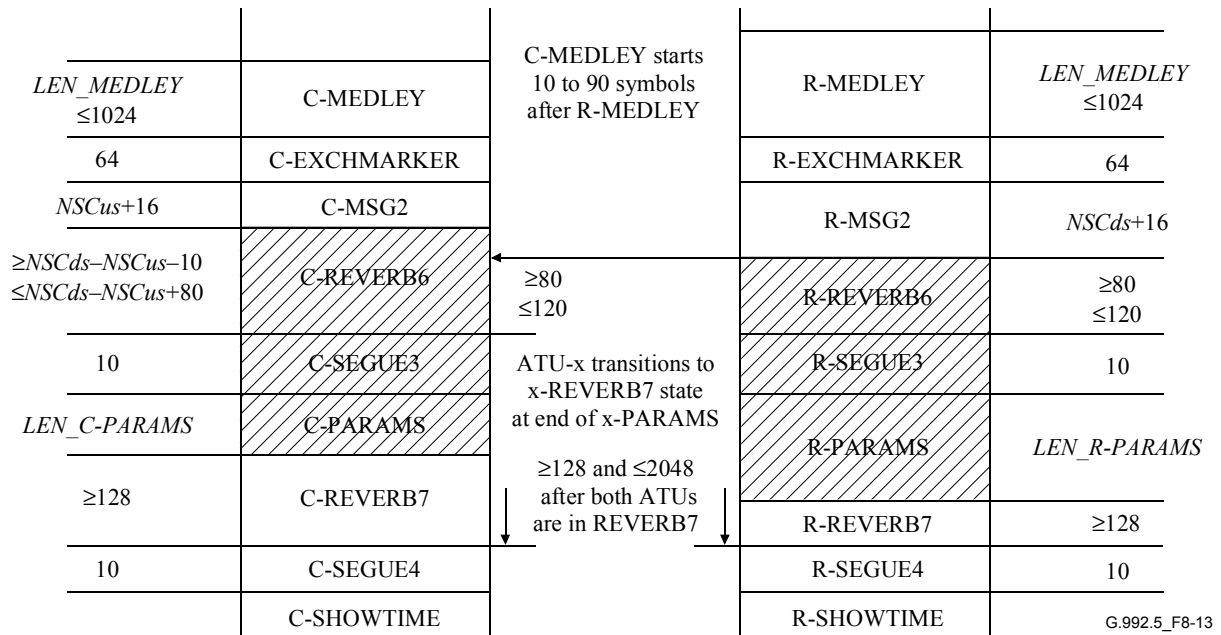 C-MEDLEY starts
10 to 90 symbols
after R-MEDLEY
LEN_MEDLEY
≤1024
C-MEDLEY
R-MEDLEY
LEN_MEDLEY
≤1024
64
C-EXCHMARKER
R-EXCHMARKER
64
NSCus+16
C-MSG2
R-MSG2
NSCds+16
≥NSCds–NSCus–10
≤NSCds–NSCus+80
C-REVERB6
≥80
≤120
R-REVERB6
≥80
≤120
10
C-SEGUE3
ATU-x transitions to
x-REVERB7 state
at end of x-PARAMS
R-SEGUE3
10
LEN_C-PARAMS
C-PARAMS
R-PARAMS
LEN_R-PARAMS
≥128
C-REVERB7
≥128 and ≤2048
after both ATUs
are in REVERB7
R-REVERB7
≥128
10
C-SEGUE4
R-SEGUE4
10
C-SHOWTIME
R-SHOWTIME
G.992.5_F8-13